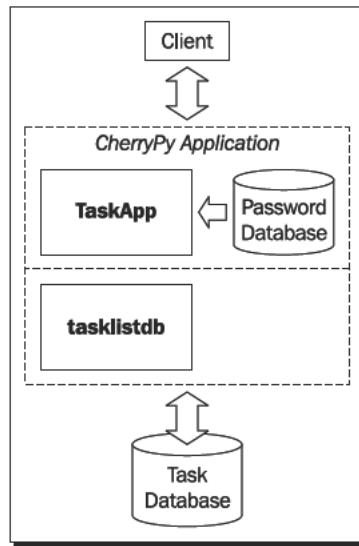 Client
CherryPy Application
TaskApp
Password
Database
tasklistdb
Task
Database